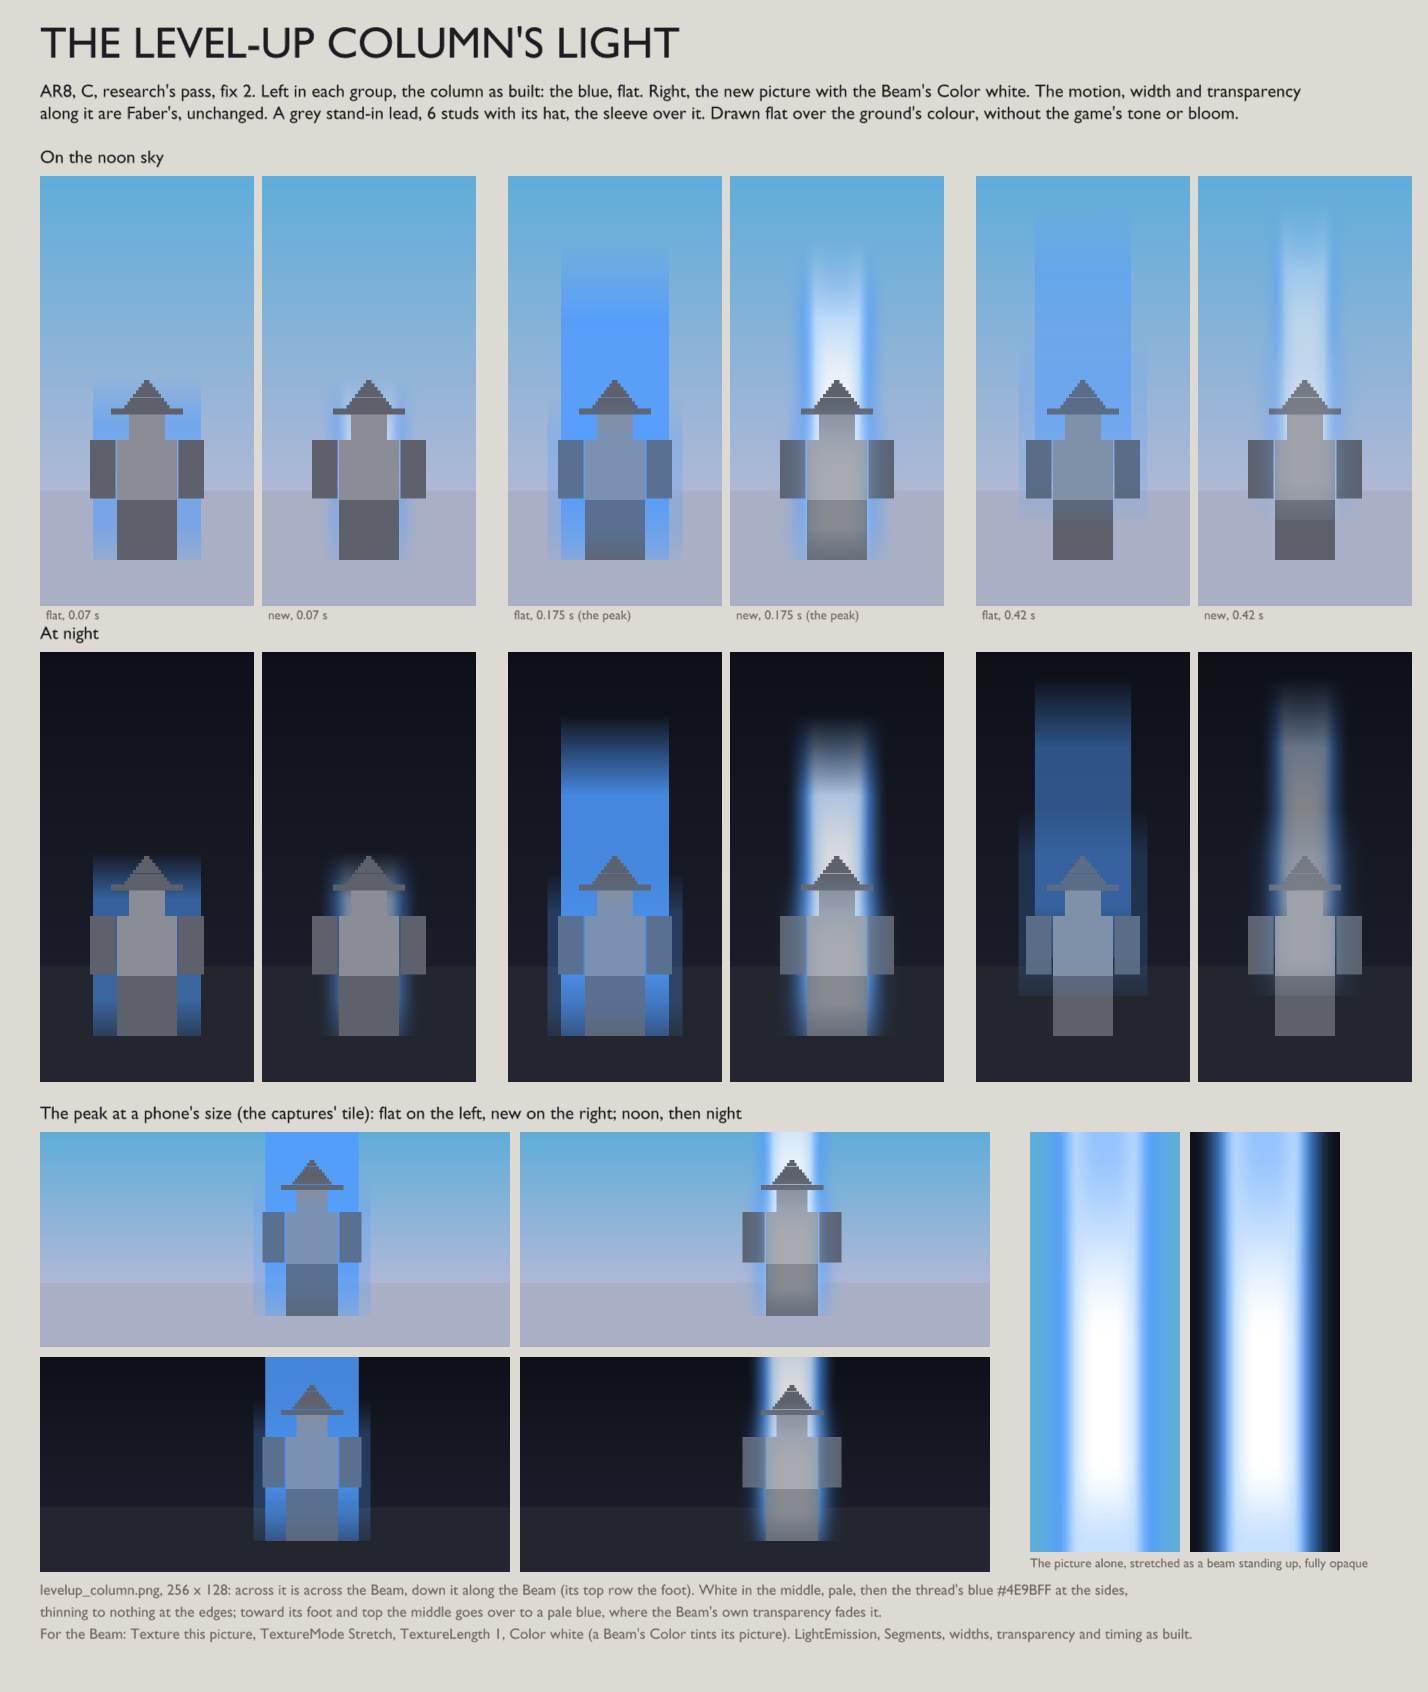 THE LEVEL-UP COLUMN'S LIGHT
AR8, C, research's pass, fix 2. Left in each group, the column as built: the blue, flat. Right, the new picture with the Beam's Color white. The motion, width and transparency
along it are Faber's, unchanged. A grey stand-in lead, 6 studs with its hat, the sleeve over it. Drawn flat over the ground's colour, without the game's tone or bloom.
On the noon sky
flat, 0.07 s
new, 0.07 s
flat, 0.175 s (the peak)
new, 0.175 s (the peak)
flat, 0.42 s
new, 0.42 s
At night
The peak at a phone's size (the captures' tile): flat on the left, new on the right; noon, then night
The picture alone, stretched as a beam standing up, fully opaque
levelup_column.png, 256 x 128: across it is across the Beam, down it along the Beam (its top row the foot). White in the middle, pale, then the thread's blue #4E9BFF at the sides,
thinning to nothing at the edges; toward its foot and top the middle goes over to a pale blue, where the Beam's own transparency fades it.
For the Beam: Texture this picture, TextureMode Stretch, TextureLength 1, Color white (a Beam's Color tints its picture). LightEmission, Segments, widths, transparency and timing as built.